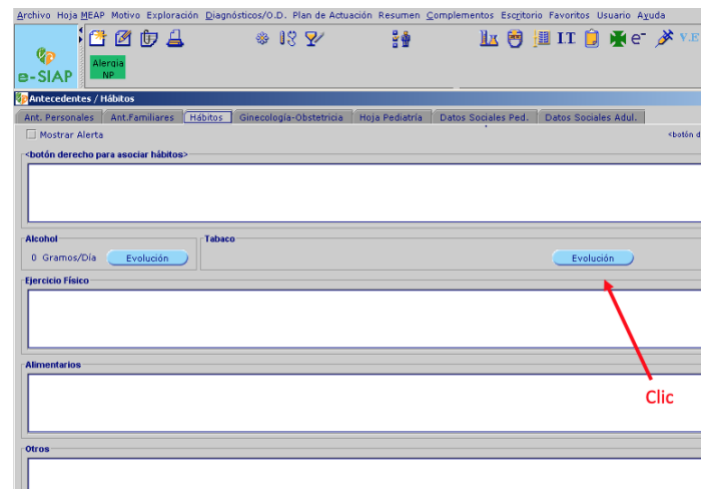 Archivo Hoja MEAP Motivo Exploración Diagnósticos/O.D. Plan de Actuación Resumen Complementos Escritorio Favoritos Usuario Ayuda
I.T. e- V.E
e-SIAP
Alergia
NP
Antecedentes / Hábitos
Ant. Personales Ant.Familiares Hábitos Ginecología-Obstetricia Hoja Pediatría Datos Sociales Ped. Datos Sociales Adul.
Mostrar Alerta <botón d
<botón derecho para asociar hábitos>
Alcohol Tabaco
0 Gramos/Día Evolución Evolución
Ejercicio Físico
Alimentarios
Clic
Otros